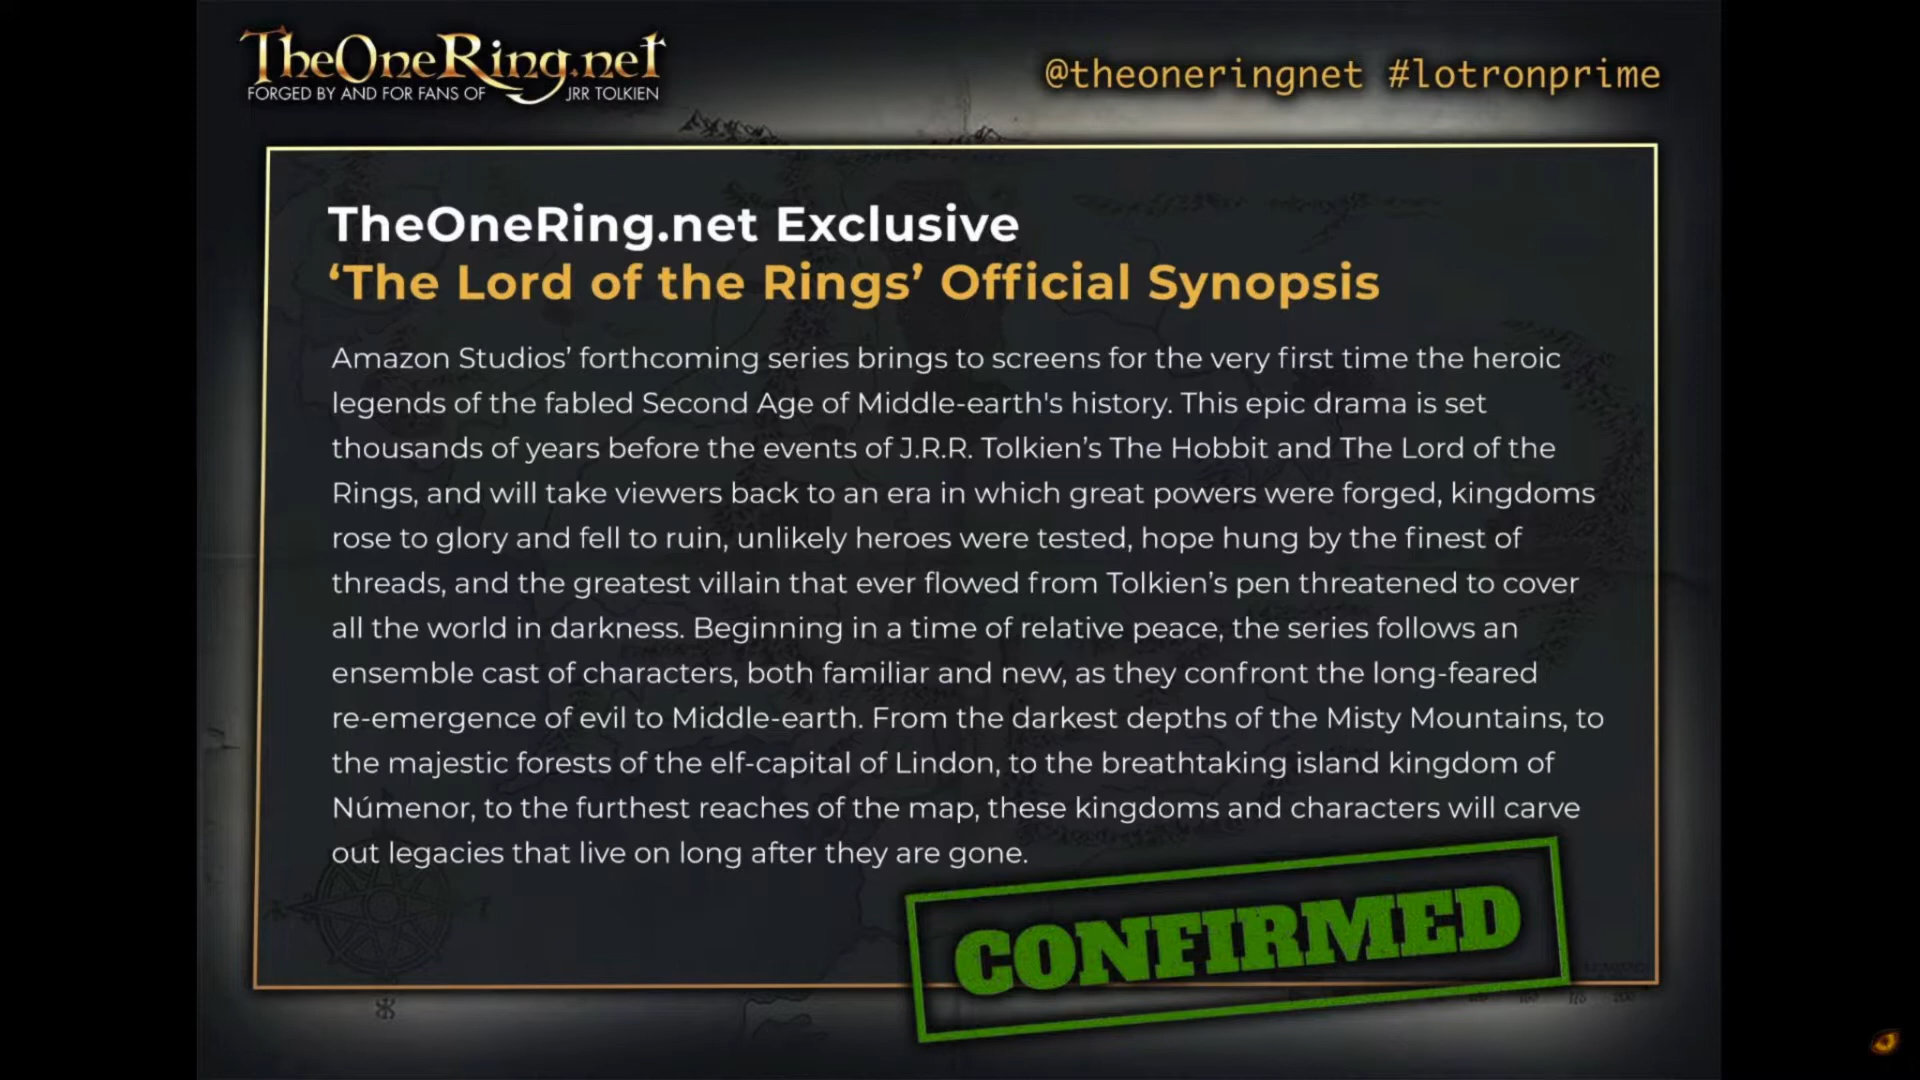 TheOneRing.net
FORGED BY AND FOR FANS OF JRR TOLKIEN
@theoneringnet #lotronprime
TheOneRing.net Exclusive
‘The Lord of the Rings’ Official Synopsis
Amazon Studios’ forthcoming series brings to screens for the very first time the heroic
legends of the fabled Second Age of Middle-earth's history. This epic drama is set
thousands of years before the events of J.R.R. Tolkien’s The Hobbit and The Lord of the
Rings, and will take viewers back to an era in which great powers were forged, kingdoms
rose to glory and fell to ruin, unlikely heroes were tested, hope hung by the finest of
threads, and the greatest villain that ever flowed from Tolkien’s pen threatened to cover
all the world in darkness. Beginning in a time of relative peace, the series follows an
ensemble cast of characters, both familiar and new, as they confront the long-feared
re-emergence of evil to Middle-earth. From the darkest depths of the Misty Mountains, to
the majestic forests of the elf-capital of Lindon, to the breathtaking island kingdom of
Númenor, to the furthest reaches of the map, these kingdoms and characters will carve
out legacies that live on long after they are gone.
CONFIRMED